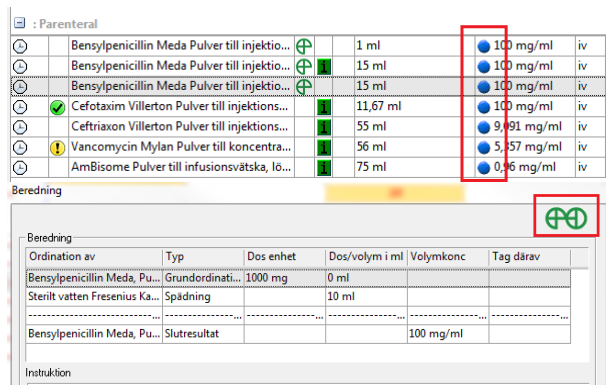 : Parenteral
Bensylpenicillin Meda Pulver till injektio... 1 ml 100 mg/ml iv
Bensylpenicillin Meda Pulver till injektio... i 15 ml 100 mg/ml iv
Bensylpenicillin Meda Pulver till injektio... 15 ml 100 mg/ml iv
Cefotaxim Villerton Pulver till injektions... i 11,67 ml 100 mg/ml iv
Ceftriaxon Villerton Pulver till injektions... i 55 ml 9,091 mg/ml iv
! Vancomycin Mylan Pulver till koncentra... i 56 ml 5,357 mg/ml iv
AmBisome Pulver till infusionsvätska, lö... i 75 ml 0,96 mg/ml iv
Beredning
Beredning
Ordination av Typ Dos enhet Dos/volym i ml Volymkonc Tag därav
Bensylpenicillin Meda, Pu... Grundordinati... 1000 mg 0 ml
Sterilt vatten Fresenius Ka... Spädning 10 ml
Bensylpenicillin Meda, Pu... Slutresultat 100 mg/ml
Instruktion